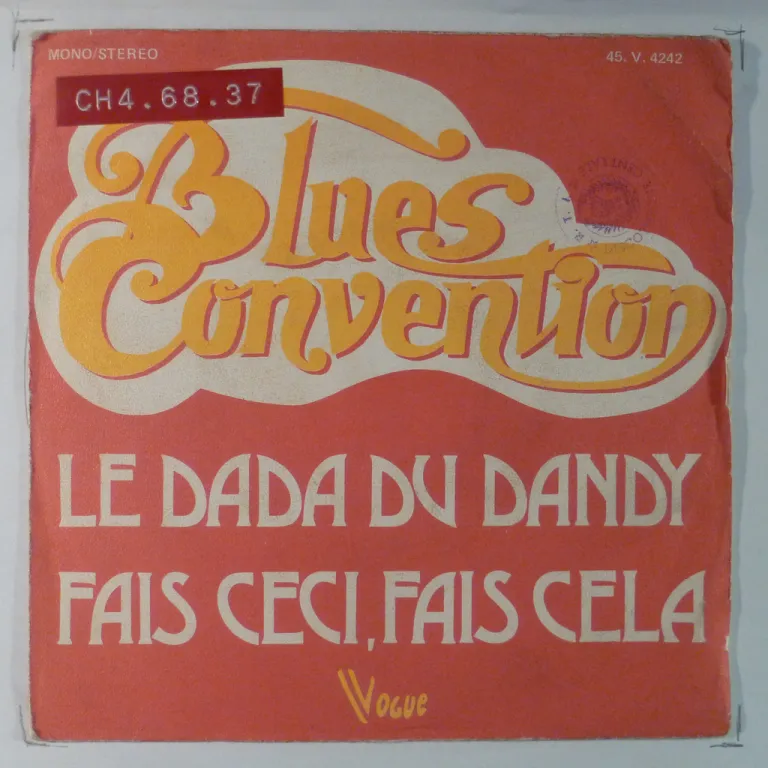 MONO/STEREO 45. V. 4242
CH4.68.37
Blues
Convention
LE DADA DU DANDY
FAIS CECI, FAIS CELA
VOGUE